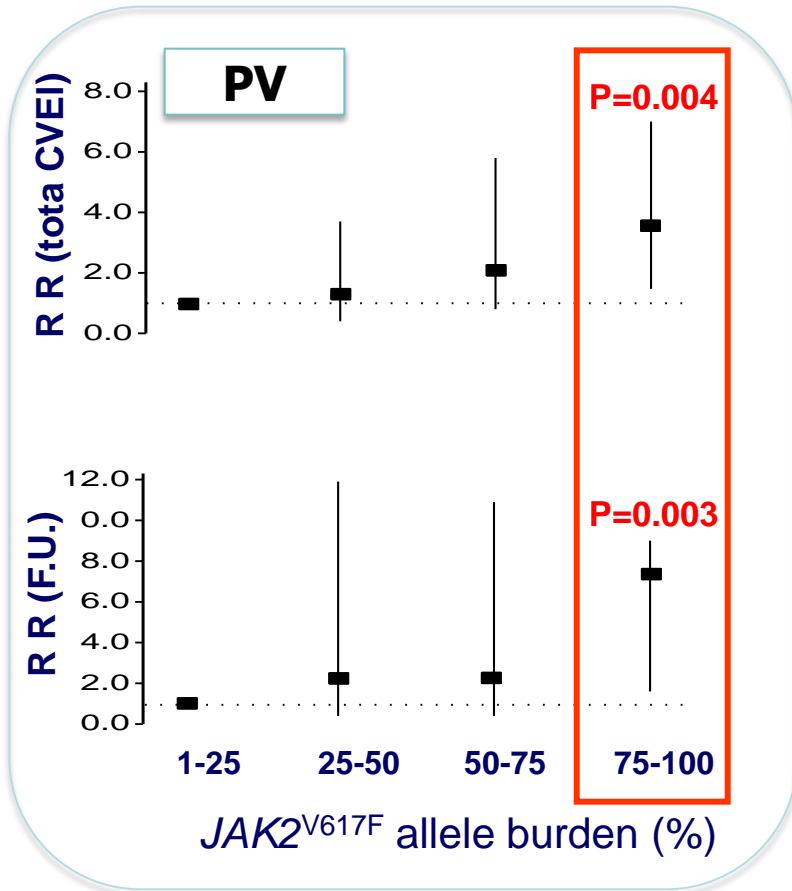 PV
R R (tota CVEI)
8.0
6.0
4.0
2.0
0.0
P=0.004
R R (F.U.)
12.0
0.0
8.0
6.0
4.0
2.0
0.0
P=0.003
1-25 25-50 50-75 75-100
JAK2V617F allele burden (%)